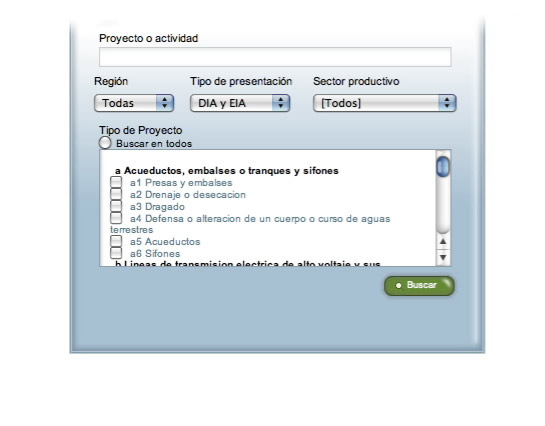 Proyecto o actividad
Región Tipo de presentación Sector productivo
Todas DIA y EIA [Todos]
Tipo de Proyecto
Buscar en todos
a Acueductos, embalses o tranques y sifones
a1 Presas y embalses
a2 Drenaje o desecacion
a3 Dragado
a4 Defensa o alteracion de un cuerpo o curso de aguas
terrestres
a5 Acueductos
a6 Sifones
b Lineas de transmision electrica de alto voltaje y sus
Buscar